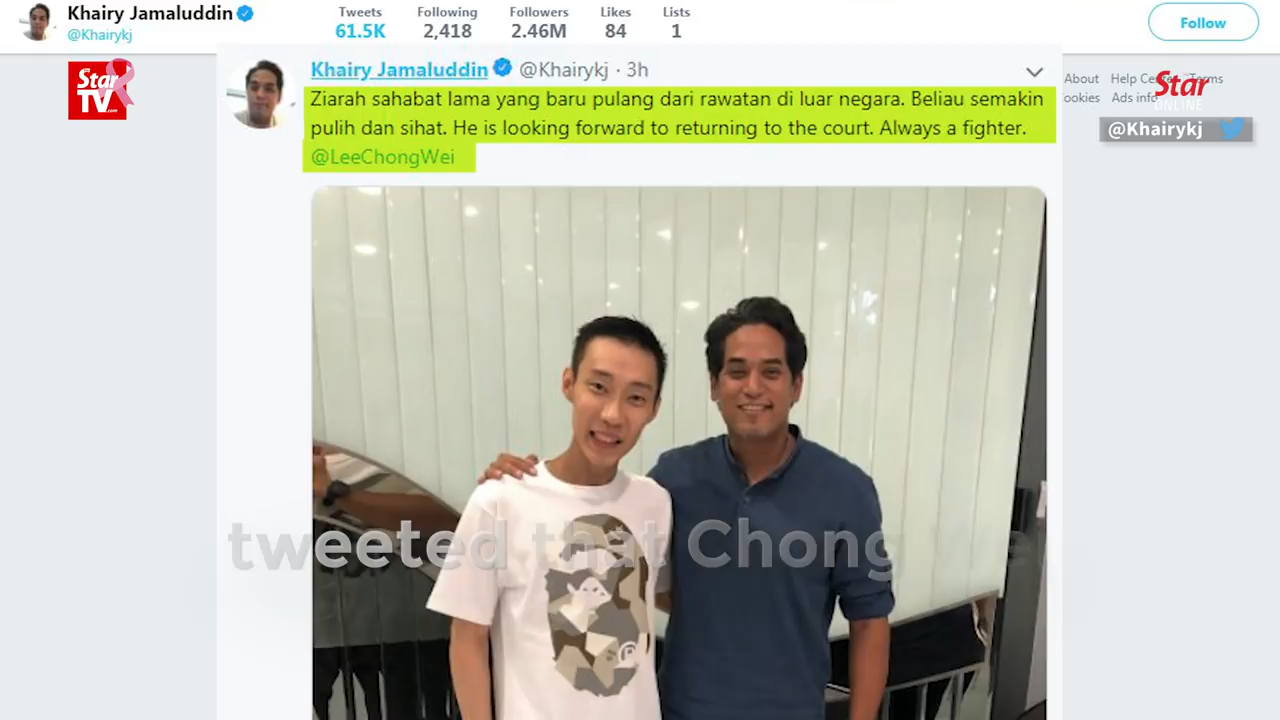 Khairy Jamaluddin
@Khairykj
Tweets Following Followers Likes Lists
61.5K 2,418 2.46M 84 1
Follow
Star
TV
Khairy Jamaluddin @Khairykj · 3h
Ziarah sahabat lama yang baru pulang dari rawatan di luar negara. Beliau semakin
pulih dan sihat. He is looking forward to returning to the court. Always a fighter.
@LeeChongWei
About Help Terms
ookies Ads info
Star
ONLINE
@Khairykj
tweeted that Chong